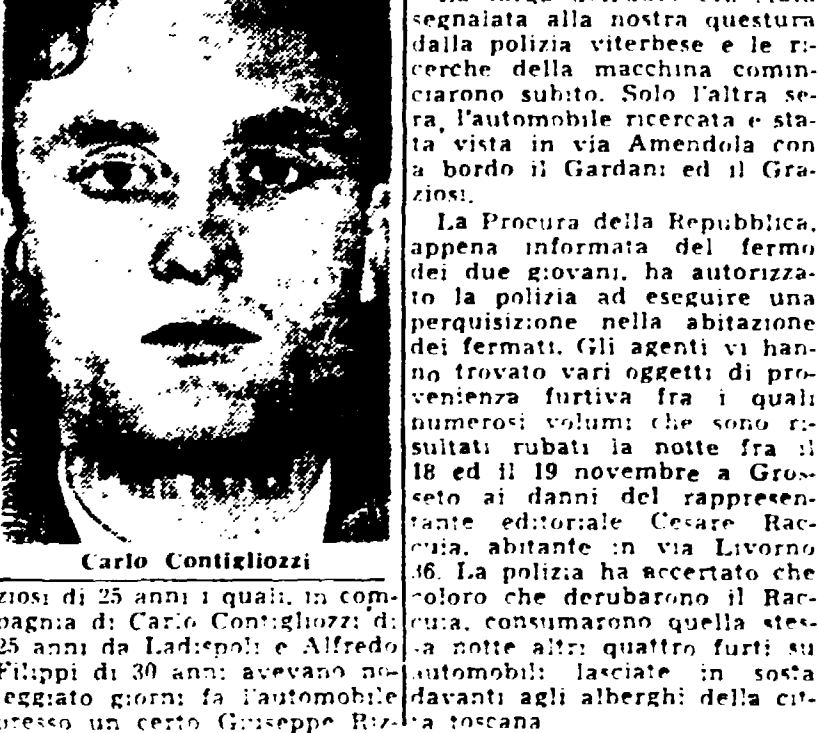 Carlo Contigliozzi
ziosi di 25 anni i quali, in com-
pagnia di Carlo Contigliozzi di
25 anni da Ladispoli e Alfredo
Filippi di 30 anni avevano no-
leggiato giorni fa l'automobile
presso un certo Giuseppe Riz-
segnalata alla nostra questura
dalla polizia viterbese e le ri-
cerche della macchina comin-
ciarono subito. Solo l'altra se-
ra, l'automobile ricercata e sta-
ta vista in via Amendola con
a bordo il Gardani ed il Gra-
ziosi.
La Procura della Repubblica,
appena informata del fermo
dei due giovani, ha autorizza-
to la polizia ad eseguire una
perquisizione nella abitazione
dei fermati. Gli agenti vi han-
no trovato vari oggetti di pro-
venienza furtiva fra i quali
numerosi volumi che sono ri-
sultati rubati la notte fra il
18 ed il 19 novembre a Gros-
seto ai danni del rappresen-
tante editoriale Cesare Rac-
cuia, abitante in via Livorno
36. La polizia ha accertato che
coloro che derubarono il Rac-
cuia, consumarono quella stes-
sa notte altri quattro furti su
automobili lasciate in sosta
davanti agli alberghi della cit-
ta toscana